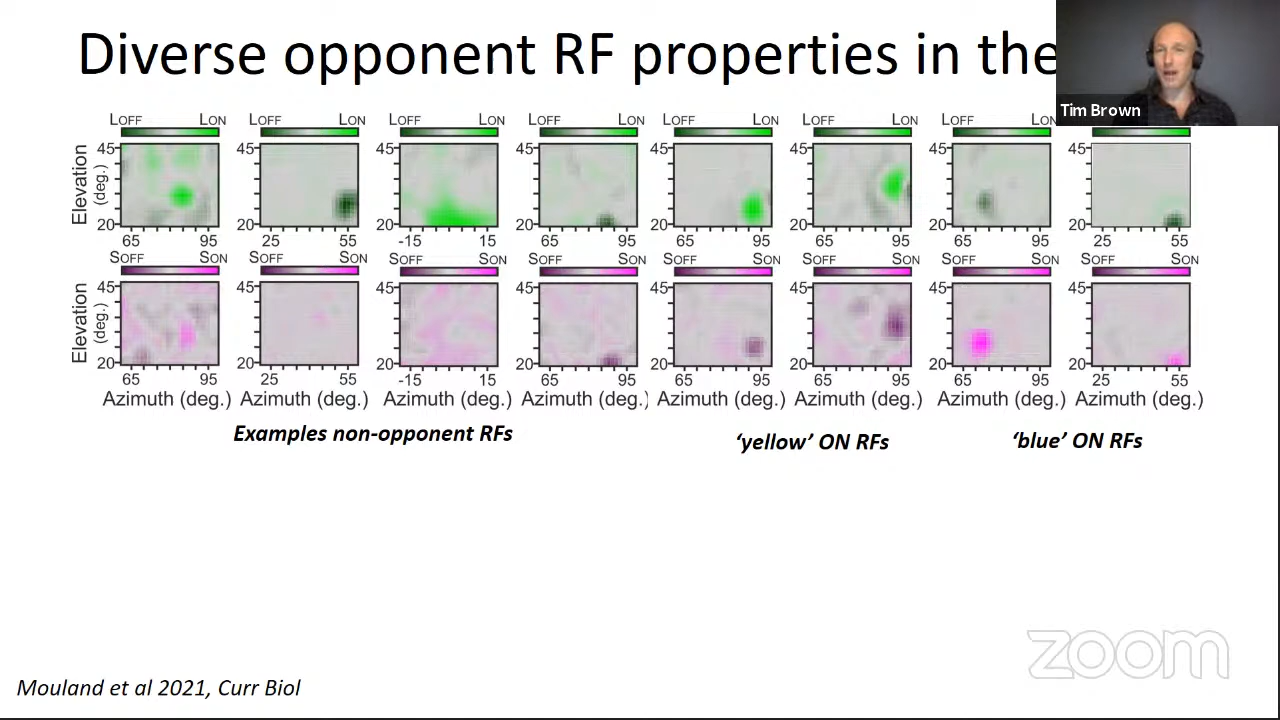 Diverse opponent RF properties in the
Tim Brown
LOFF LON LOFF LON LOFF LON LOFF LON LOFF LON LOFF LON LOFF
Elevation
(deg.)
45 45 45 45 45 45 45 45
20 20 20 20 20 20 20 20
65 95 25 55 -15 15 65 95 65 95 65 95 65 95 25 55
SOFF SON SOFF SON SOFF SON SOFF SON SOFF SON SOFF SON SOFF SON SOFF SON
Elevation
(deg.)
45 45 45 45 45 45 45 45
20 20 20 20 20 20 20 20
65 95 25 55 -15 15 65 95 65 95 65 95 65 95 25 55
Azimuth (deg.) Azimuth (deg.) Azimuth (deg.) Azimuth (deg.) Azimuth (deg.) Azimuth (deg.) Azimuth (deg.) Azimuth (deg.)
Examples non-opponent RFs
‘yellow’ ON RFs
‘blue’ ON RFs
zoom
Mouland et al 2021, Curr Biol